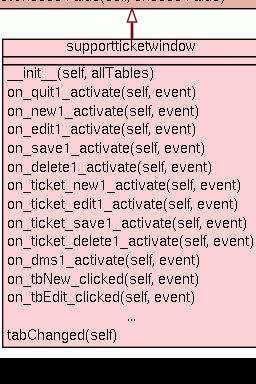 supportticketwindow
__init__(self, allTables)
on_quit1_activate(self, event)
on_new1_activate(self, event)
on_edit1_activate(self, event)
on_save1_activate(self, event)
on_delete1_activate(self, event)
on_ticket_new1_activate(self, event)
on_ticket_edit1_activate(self, event)
on_ticket_save1_activate(self, event)
on_ticket_delete1_activate(self, event)
on_dms1_activate(self, event)
on_tbNew_clicked(self, event)
on_tbEdit_clicked(self, event)
...
tabChanged(self)